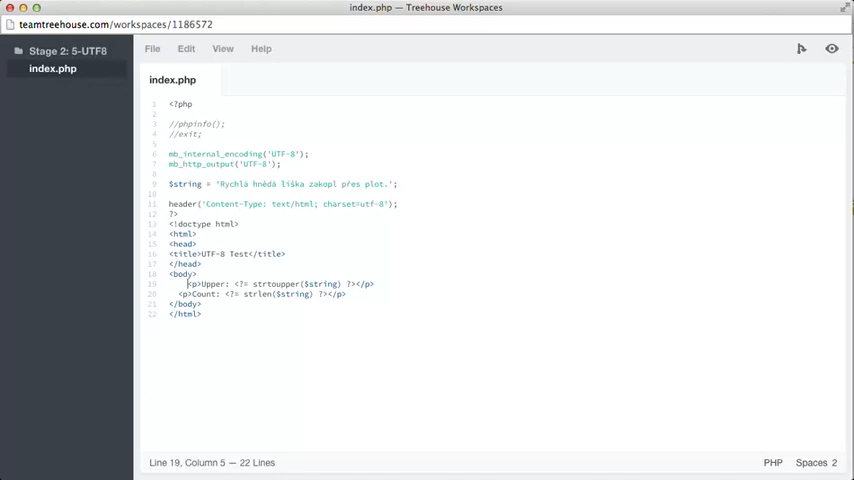 index.php — Treehouse Workspaces
teamtreehouse.com/workspaces/1186572
Stage 2: 5-UTF8
index.php
File Edit View Help
index.php
1 <?php
2
3 //phpinfo();
4 //exit;
5
6 mb_internal_encoding('UTF-8');
7 mb_http_output('UTF-8');
8
9 $string = 'Rychlá hnědá liška zakopl přes plot.';
10
11 header('Content-Type: text/html; charset=utf-8');
12 ?>
13 <!doctype html>
14 <html>
15 <head>
16 <title>UTF-8 Test</title>
17 </head>
18 <body>
19 <p>Upper: <?= strtoupper($string) ?></p>
20 <p>Count: <?= strlen($string) ?></p>
21 </body>
22 </html>
Line 19, Column 5 — 22 Lines
PHP Spaces 2